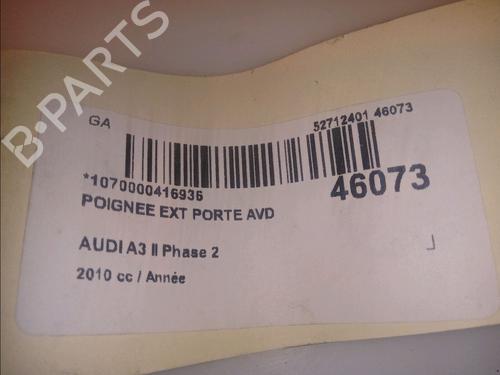 GA
52712401 46073
*1070000416936
46073
POIGNEE EXT PORTE AVD
AUDI A3 II Phase 2
2010 cc / Année
B-PARTS